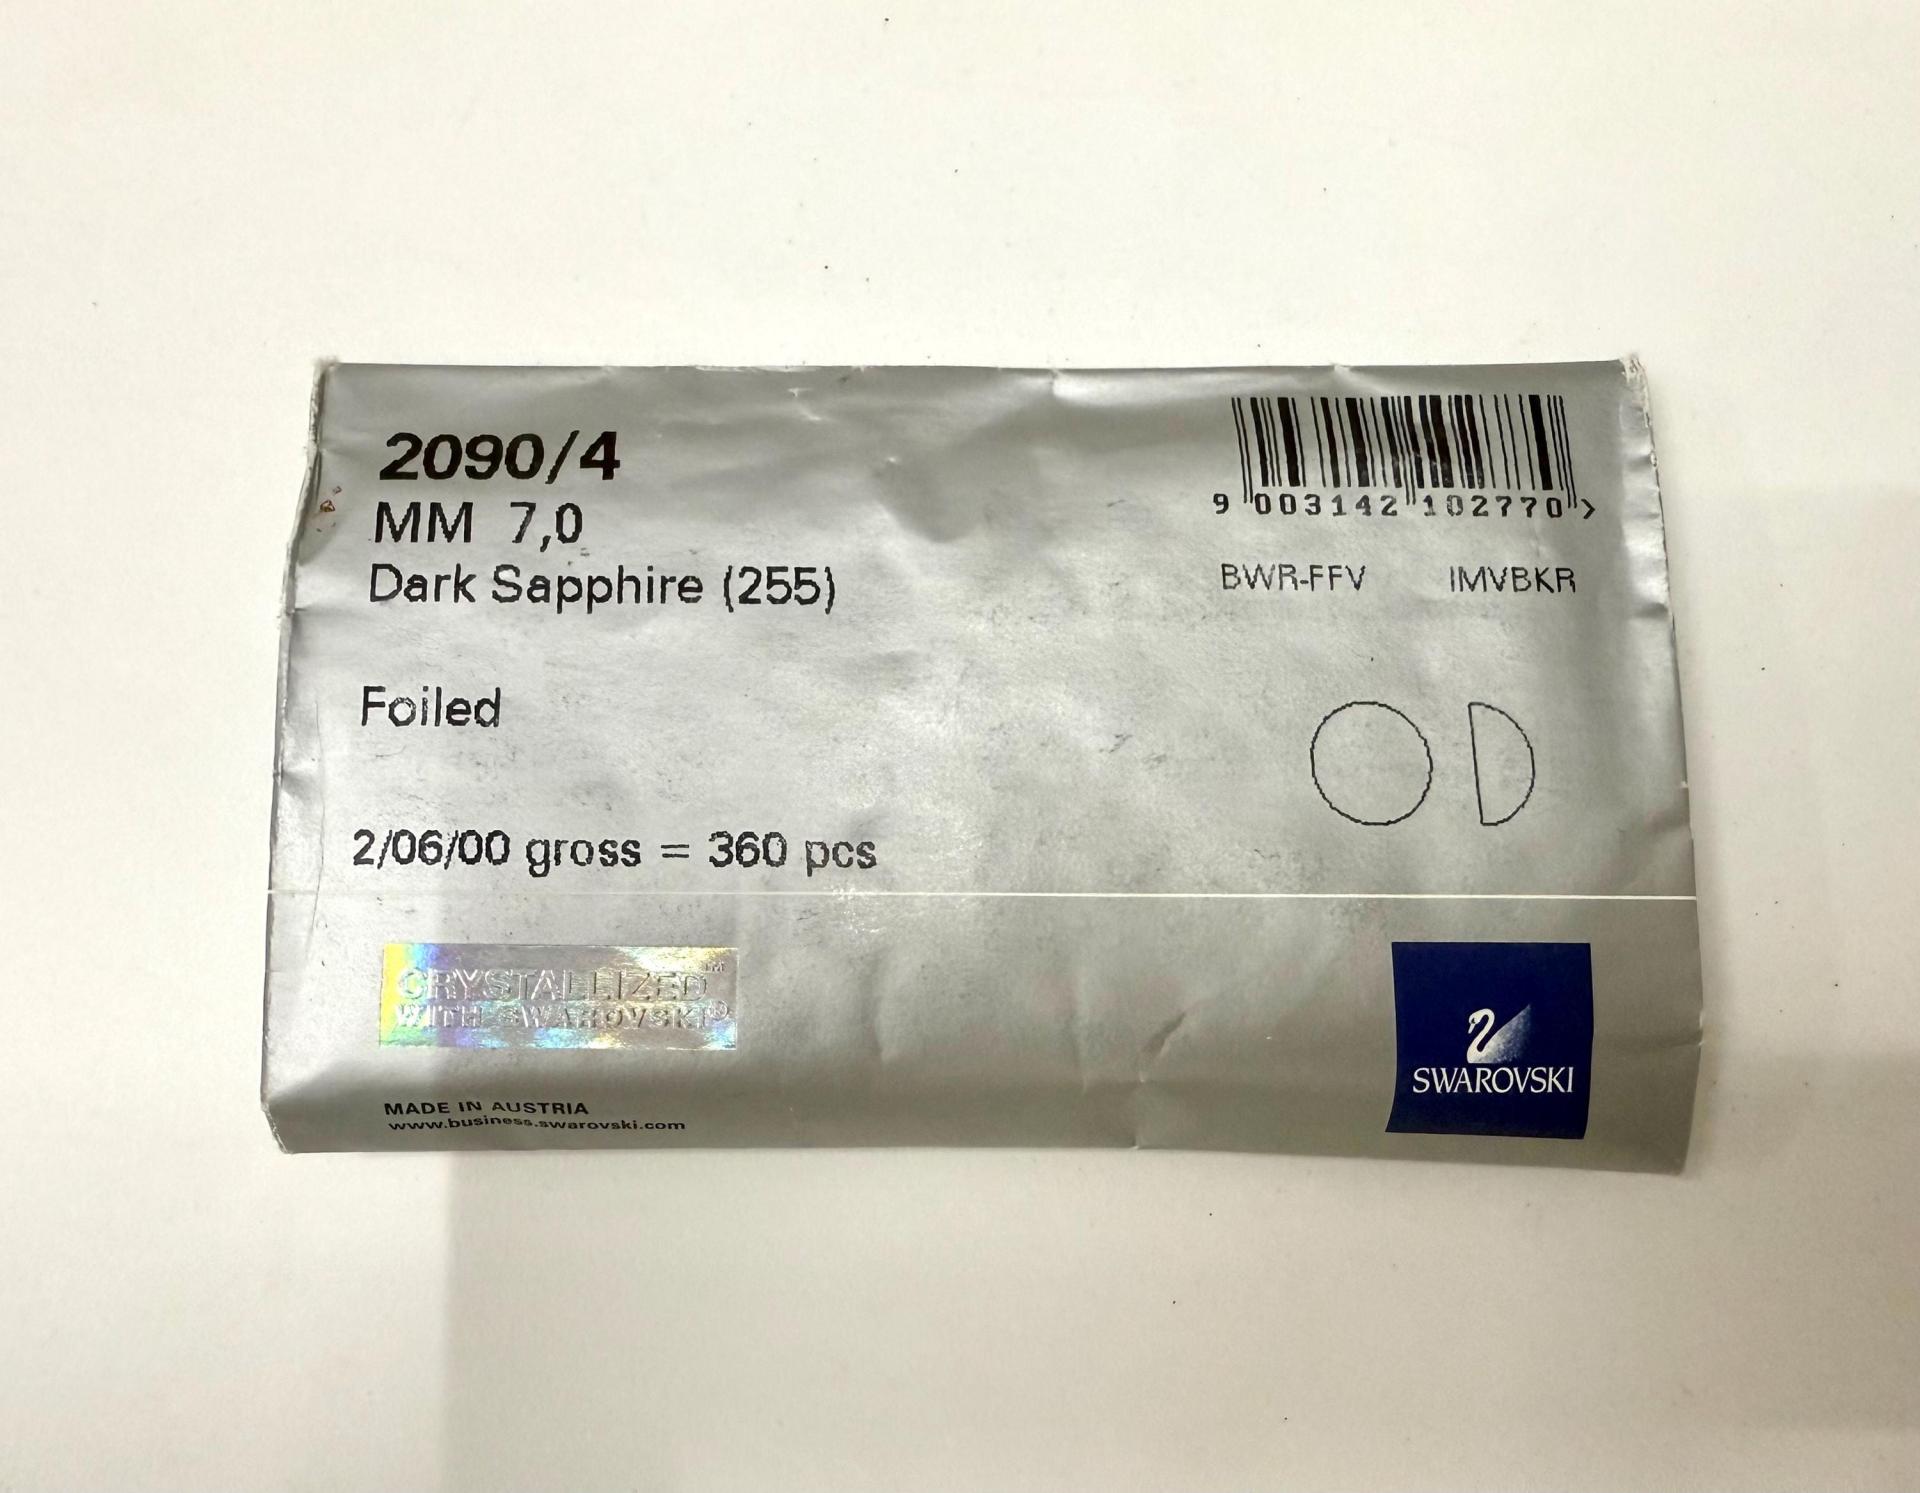 2090/4
MM 7,0
Dark Sapphire (255)
Foiled
2/06/00 gross = 360 pcs
9 003142 102770 >
BWR-FFV IMVBKR
CRYSTALLIZED™
WITH SWAROVSKI®
MADE IN AUSTRIA
www.business.swarovski.com
SWAROVSKI